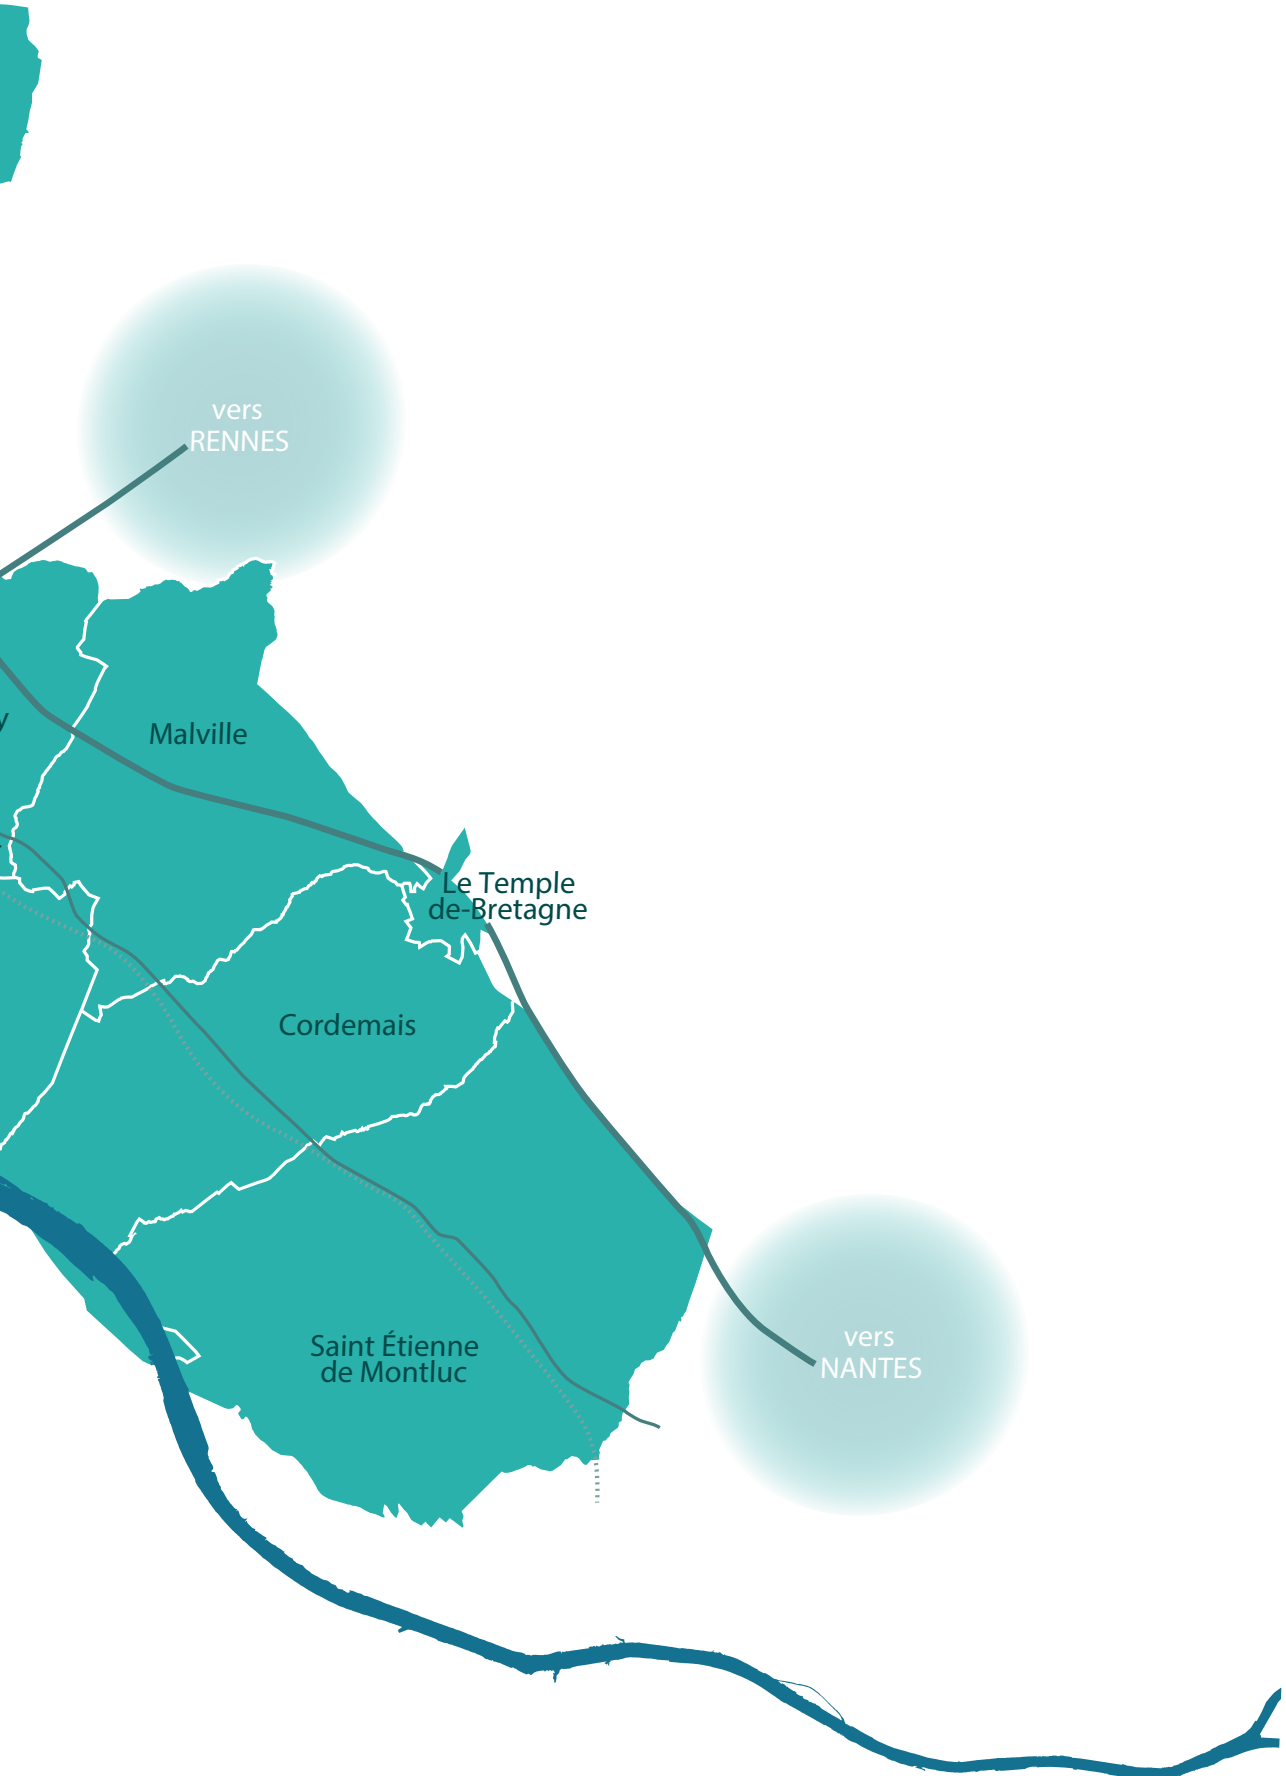 vers
RENNES
Malville
Le Temple
de-Bretagne
Cordemais
Saint Étienne
de Montluc
vers
NANTES